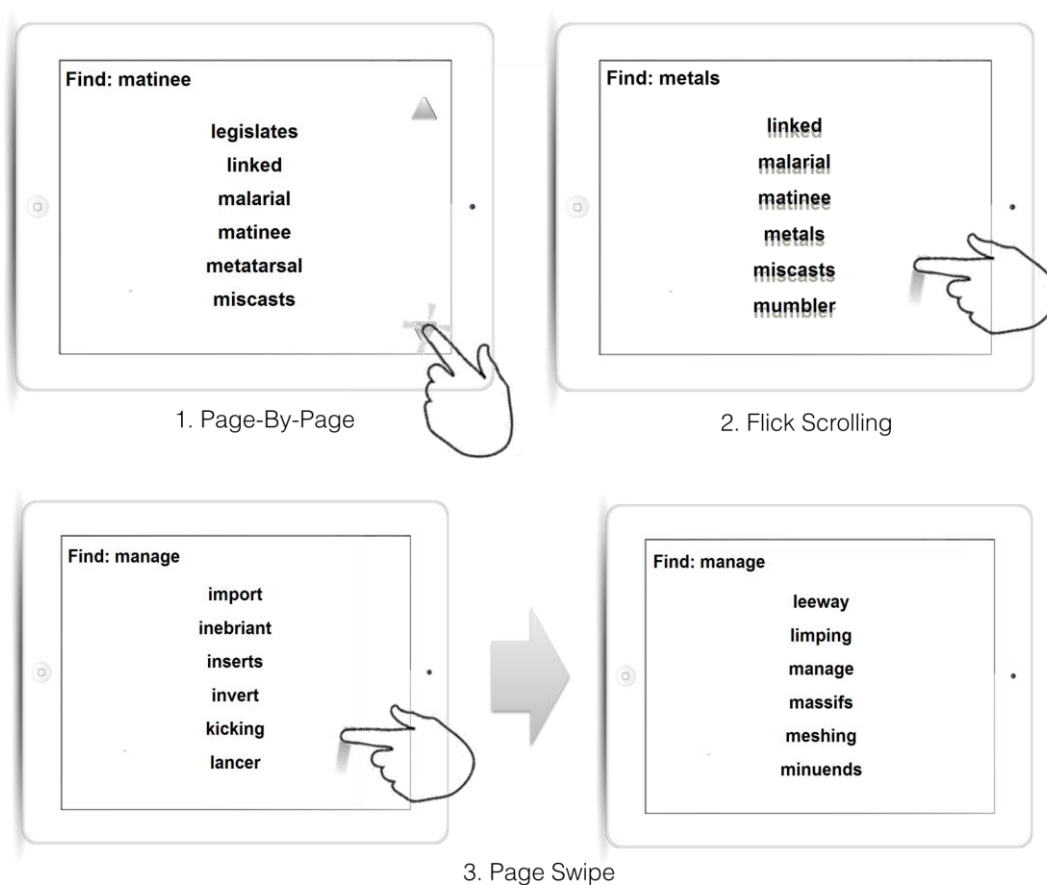 Find: matinee
legislates
linked
malarial
matinee
metatarsal
miscasts
1. Page-By-Page
Find: metals
linked
malarial
matinee
metals
miscasts
mumbler
2. Flick Scrolling
Find: manage
import
inebriant
inserts
invert
kicking
lancer
Find: manage
leeway
limping
manage
massifs
meshing
minuends
3. Page Swipe